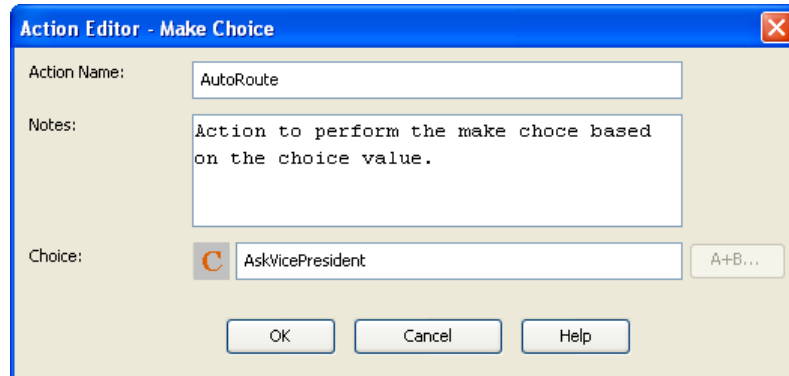 Action Editor - Make Choice
Action Name: AutoRoute
Notes: Action to perform the make choce based
on the choice value.
Choice: C AskVicePresident A+B...
OK Cancel Help